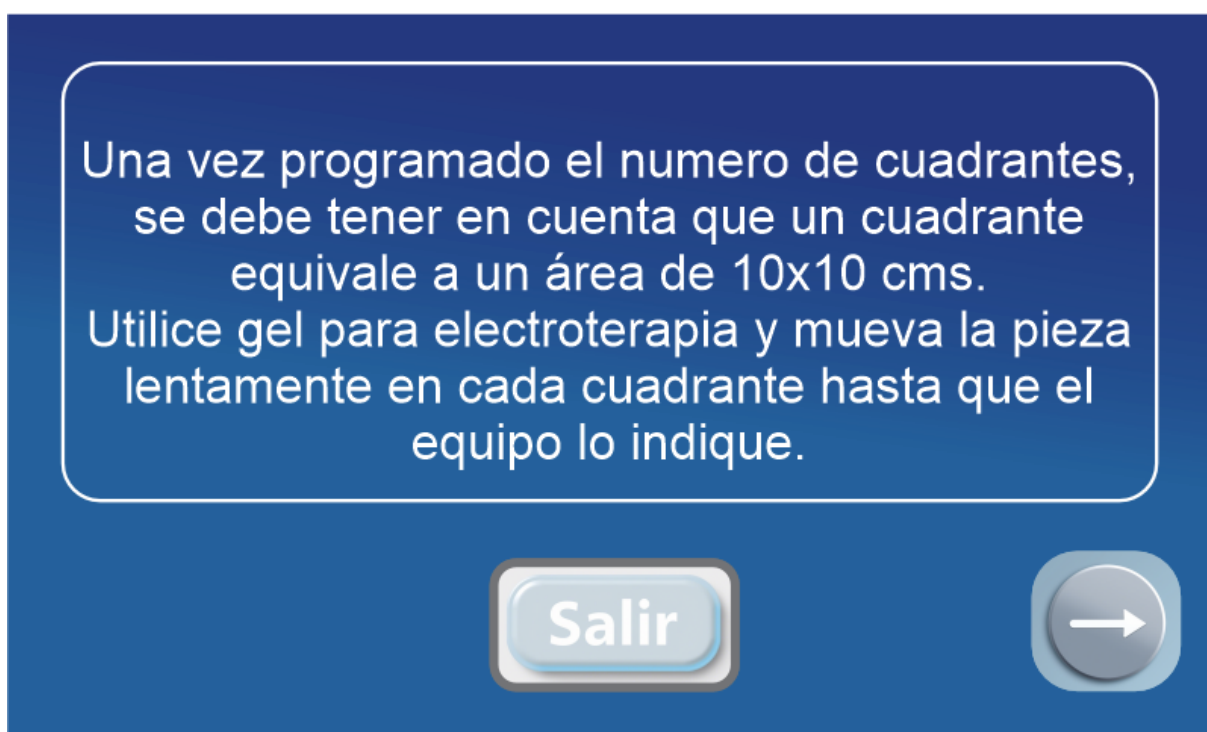 Una vez programado el numero de cuadrantes,
se debe tener en cuenta que un cuadrante
equivale a un área de 10x10 cms.
Utilice gel para electroterapia y mueva la pieza
lentamente en cada cuadrante hasta que el
equipo lo indique.
Salir